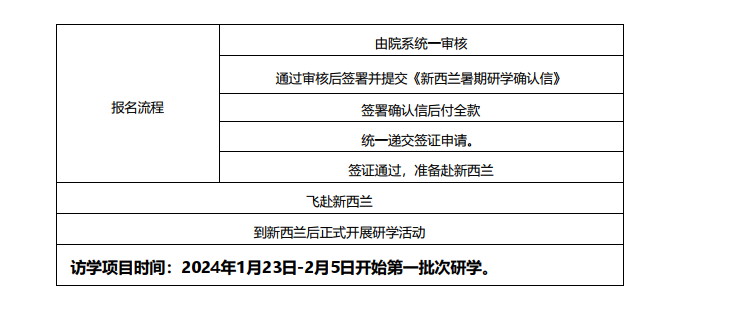 由院系统一审核
通过审核后签署并提交《新西兰暑期研学确认信》
报名流程
签署确认信后付全款
统一递交签证申请。
签证通过，准备赴新西兰
飞赴新西兰
到新西兰后正式开展研学活动
访学项目时间：2024年1月23日-2月5日开始第一批次研学。